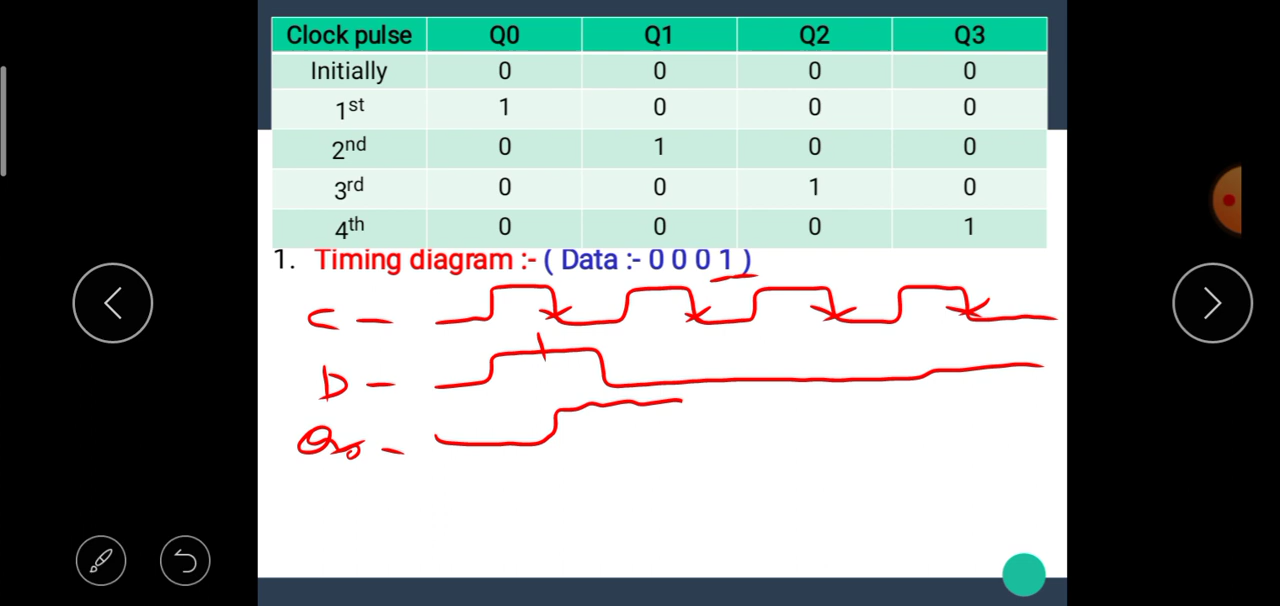 Clock pulse Q0 Q1 Q2 Q3
Initially 0 0 0 0
1st 1 0 0 0
2nd 0 1 0 0
3rd 0 0 1 0
4th 0 0 0 1
1. Timing diagram :- ( Data :- 0 0 0 1 )
C -
D -
Q0 -